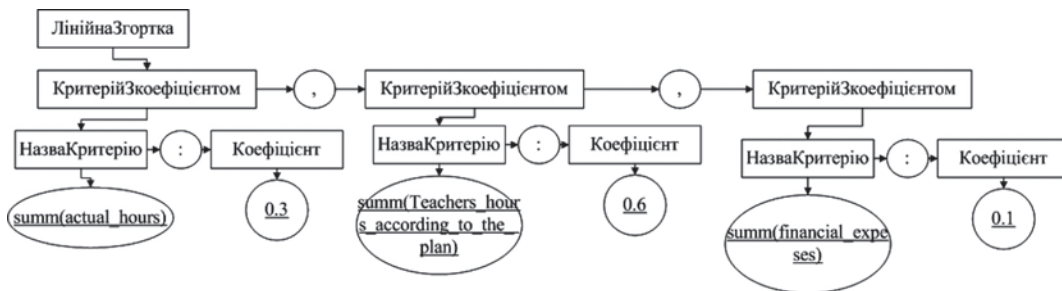 ЛінійнаЗгортка
КритерійЗкоефіцієнтом
,
КритерійЗкоефіцієнтом
,
КритерійЗкоефіцієнтом
НазваКритерію
:
Коефіцієнт
НазваКритерію
:
Коефіцієнт
НазваКритерію
:
Коефіцієнт
summ(actual_hours)
0.3
summ(Teachers_hour
s_according_to_the_
plan)
0.6
summ(financial_expe
ses)
0.1